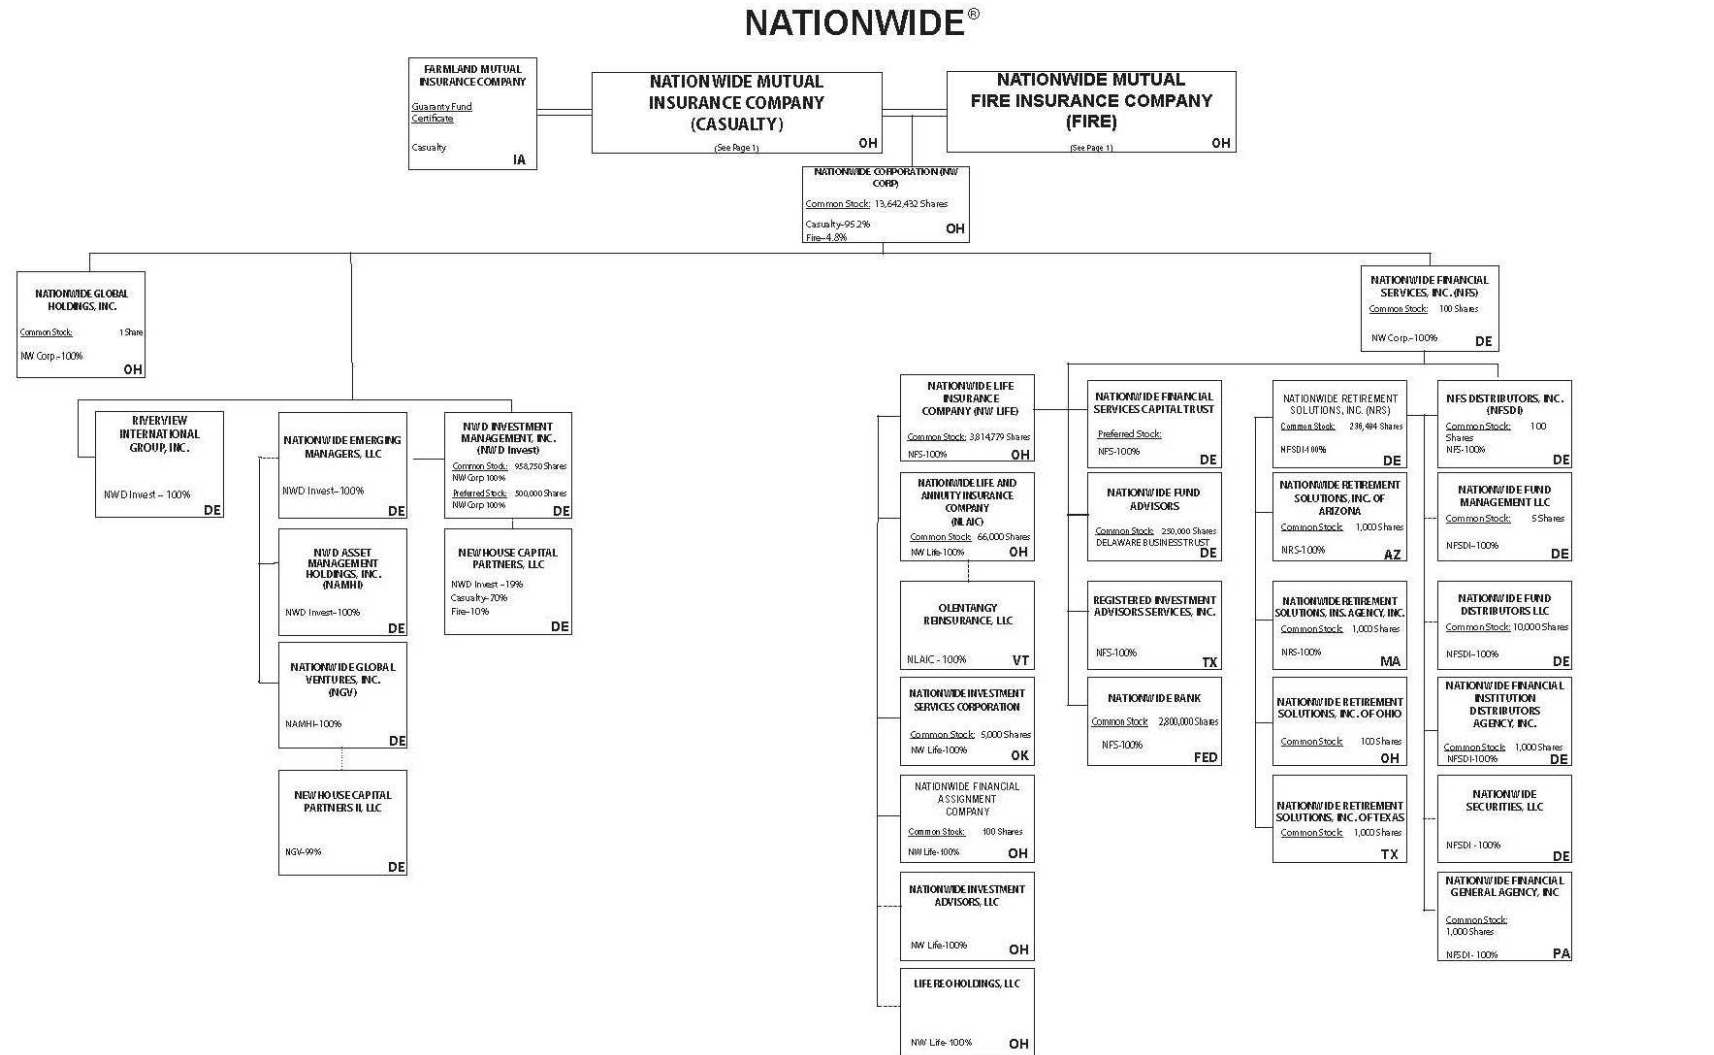 NATIONWIDE®
FARMLAND MUTUAL
INSURANCE COMPANY
Guaranty Fund
Certificate
Casualty
IA
NATIONWIDE MUTUAL
INSURANCE COMPANY
(CASUALTY)
(See Page 1)
OH
NATIONWIDE MUTUAL
FIRE INSURANCE COMPANY
(FIRE)
(See Page 1)
OH
NATIONWIDE CORPORATION (NW
CORP)
Common Stock: 13,642,432 Shares
Casualty-95.2%
Fire-4.8%
OH
NATIONWIDE GLOBAL
HOLDINGS, INC.
Common Stock: 1 Share
NW Corp.-100%
OH
NATIONWIDE FINANCIAL
SERVICES, INC. (NFS)
Common Stock: 100 Shares
NW Corp.-100%
DE
RIVERVIEW
INTERNATIONAL
GROUP, INC.
NWD Invest – 100%
DE
NATIONWIDE EMERGING
MANAGERS, LLC
NWD Invest-100%
DE
NWD INVESTMENT
MANAGEMENT, INC.
(NWD Invest)
Common Stock: 958,750 Shares
NW Corp 100%
Preferred Stock: 500,000 Shares
NW Corp 100%
DE
NWD ASSET
MANAGEMENT
HOLDINGS, INC.
(NAMHI)
NWD Invest-100%
DE
NEWHOUSE CAPITAL
PARTNERS, LLC
NWD Invest -19%
Casualty-70%
Fire-10%
DE
NATIONWIDE GLOBAL
VENTURES, INC.
(NGV)
NAMHI-100%
DE
NEWHOUSE CAPITAL
PARTNERS II, LLC
NGV-99%
DE
NATIONWIDE LIFE
INSURANCE
COMPANY (NW LIFE)
Common Stock: 3,814,779 Shares
NFS-100%
OH
NATIONWIDE LIFE AND
ANNUITY INSURANCE
COMPANY
(NLAIC)
Common Stock: 66,000 Shares
NW Life-100%
OH
OLENTANGY
REINSURANCE, LLC
NLAIC - 100%
VT
NATIONWIDE INVESTMENT
SERVICES CORPORATION
Common Stock: 5,000 Shares
NW Life-100%
OK
NATIONWIDE FINANCIAL
ASSIGNMENT
COMPANY
Common Stock: 100 Shares
NW Life-100%
OH
NATIONWIDE INVESTMENT
ADVISORS, LLC
NW Life-100%
OH
LIFE REO HOLDINGS, LLC
NW Life- 100%
OH
NATIONWIDE FINANCIAL
SERVICES CAPITAL TRUST
Preferred Stock:
NFS-100%
DE
NATIONWIDE FUND
ADVISORS
Common Stock: 250,000 Shares
DELAWARE BUSINESS TRUST
DE
REGISTERED INVESTMENT
ADVISORS SERVICES, INC.
NFS-100%
TX
NATIONWIDE BANK
Common Stock 2,800,000 Shares
NFS-100%
FED
NATIONWIDE RETIREMENT
SOLUTIONS, INC. (NRS)
Common Stock: 236,494 Shares
NFSDI-100%
DE
NATIONWIDE RETIREMENT
SOLUTIONS, INC. OF
ARIZONA
Common Stock: 1,000 Shares
NRS-100%
AZ
NATIONWIDE RETIREMENT
SOLUTIONS, INS. AGENCY, INC.
Common Stock: 1,000 Shares
NRS-100%
MA
NATIONWIDE RETIREMENT
SOLUTIONS, INC. OF OHIO
Common Stock: 100 Shares
OH
NATIONWIDE RETIREMENT
SOLUTIONS, INC. OF TEXAS
Common Stock: 1,000 Shares
TX
NFS DISTRIBUTORS, INC.
(NFSDI)
Common Stock: 100
Shares
NFS-100%
DE
NATIONWIDE FUND
MANAGEMENT LLC
Common Stock: 5 Shares
NFSDI-100%
DE
NATIONWIDE FUND
DISTRIBUTORS LLC
Common Stock: 10,000 Shares
NFSDI-100%
DE
NATIONWIDE FINANCIAL
INSTITUTION
DISTRIBUTORS
AGENCY, INC.
Common Stock: 1,000 Shares
NFSDI-100%
DE
NATIONWIDE
SECURITIES, LLC
NFSDI - 100%
DE
NATIONWIDE FINANCIAL
GENERAL AGENCY, INC
Common Stock:
1,000 Shares
NFSDI - 100%
PA